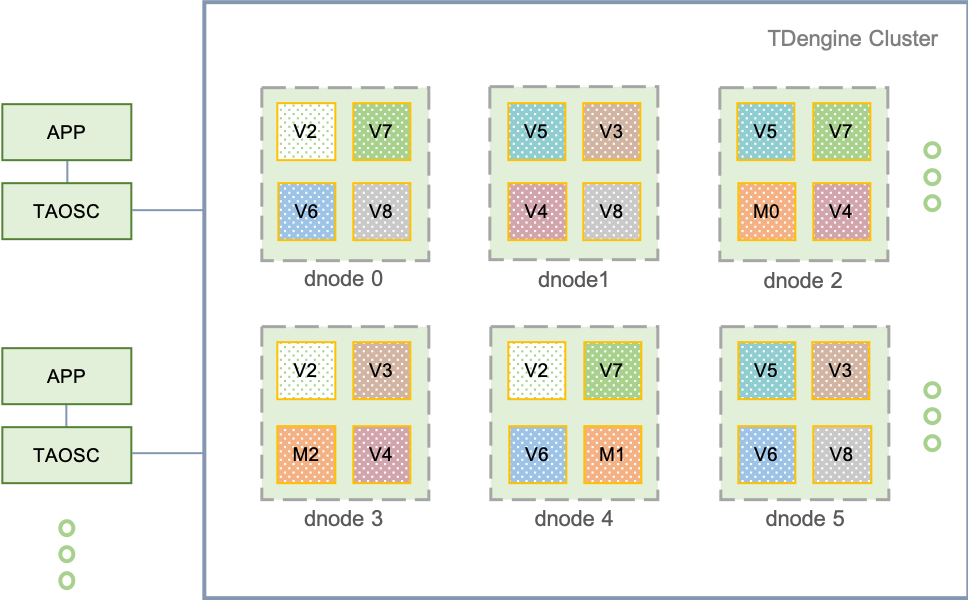 TDengine Cluster
APP
TAOSC
V2 V7
V6 V8
dnode 0
V5 V3
V4 V8
dnode1
V5 V7
M0 V4
dnode 2
APP
TAOSC
V2 V3
M2 V4
dnode 3
V2 V7
V6 M1
dnode 4
V5 V3
V6 V8
dnode 5